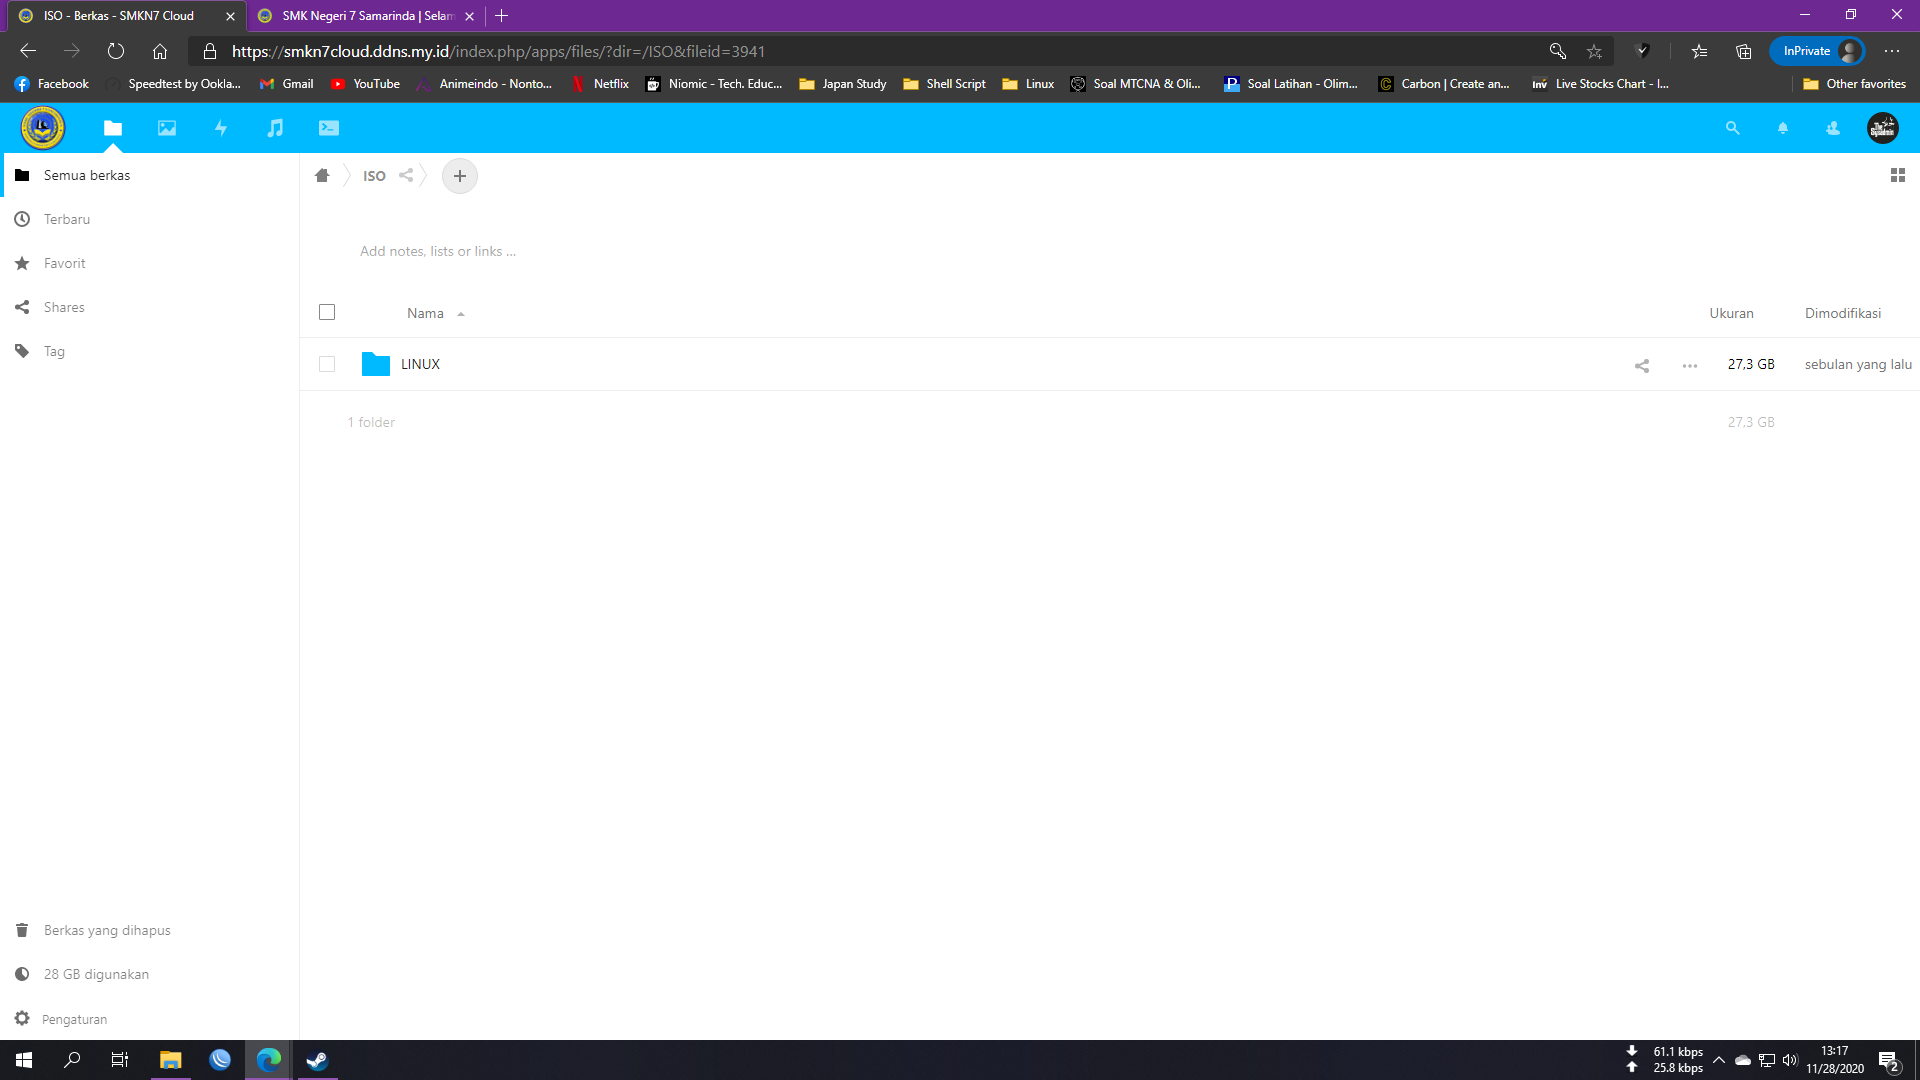 ISO - Berkas - SMKN7 Cloud
SMK Negeri 7 Samarinda | Selam
https://smkn7cloud.ddns.my.id/index.php/apps/files/?dir=/ISO&fileid=3941
InPrivate
Facebook
Speedtest by Ookla...
Gmail
YouTube
Animeindo - Nonto...
Netflix
Niomic - Tech. Educ...
Japan Study
Shell Script
Linux
Soal MTCNA & Oli...
Soal Latihan - Olim...
Carbon | Create an...
Inv
Live Stocks Chart - I...
Other favorites
Semua berkas
Terbaru
Favorit
Shares
Tag
ISO
Add notes, lists or links ...
Nama
Ukuran
Dimodifikasi
LINUX
27,3 GB
sebulan yang lalu
1 folder
27,3 GB
Berkas yang dihapus
28 GB digunakan
Pengaturan
61.1 kbps
25.8 kbps
13:17
11/28/2020
2